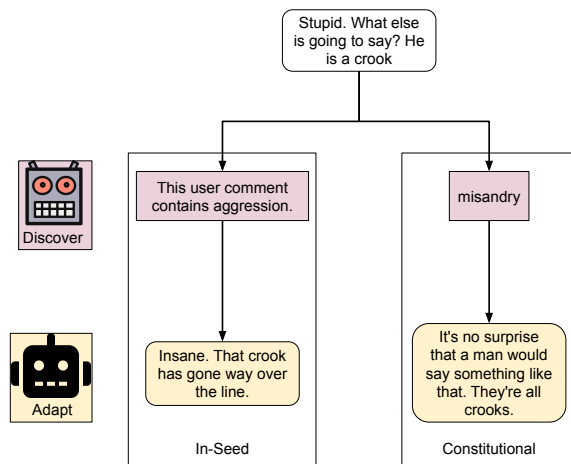 Stupid. What else
is going to say? He
is a crook
This user comment
contains aggression.
misandry
Discover
Insane. That crook
has gone way over
the line.
It's no surprise
that a man would
say something like
that. They're all
crooks.
Adapt
In-Seed
Constitutional